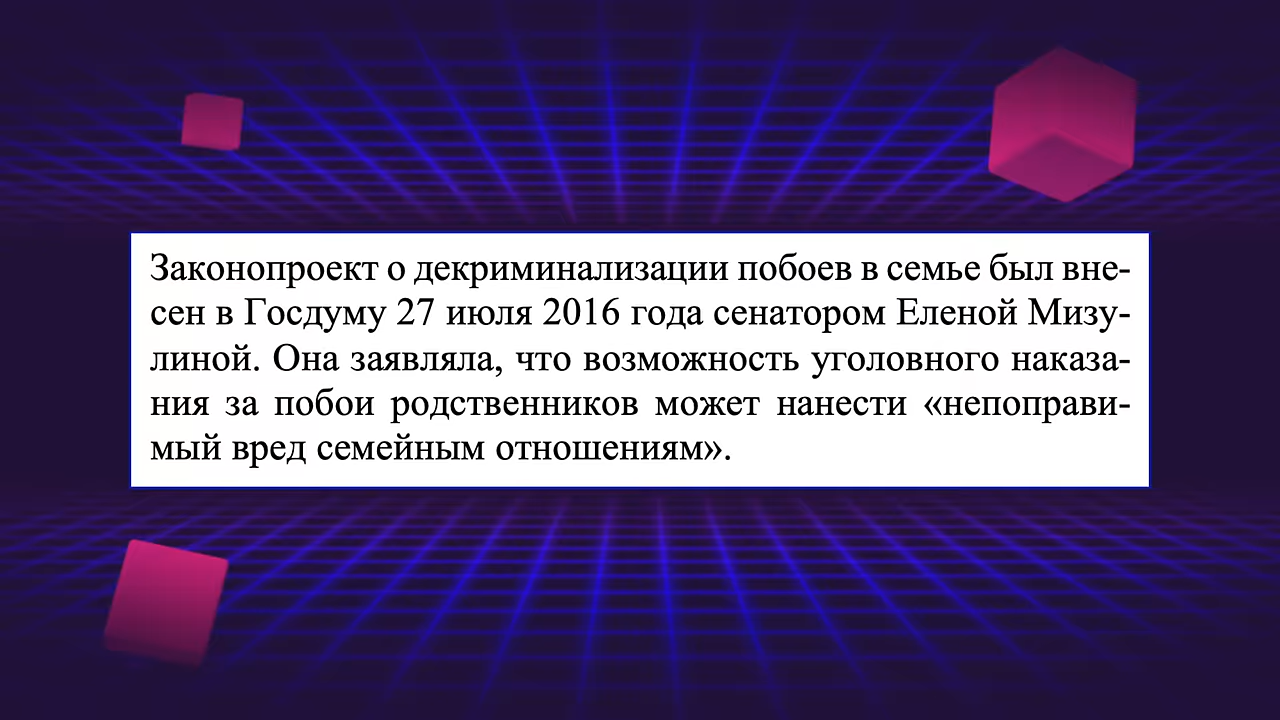 Законопроект о декриминализации побоев в семье был вне-
сен в Госдуму 27 июля 2016 года сенатором Еленой Мизу-
линой. Она заявляла, что возможность уголовного наказа-
ния за побои родственников может нанести «непоправи-
мый вред семейным отношениям».